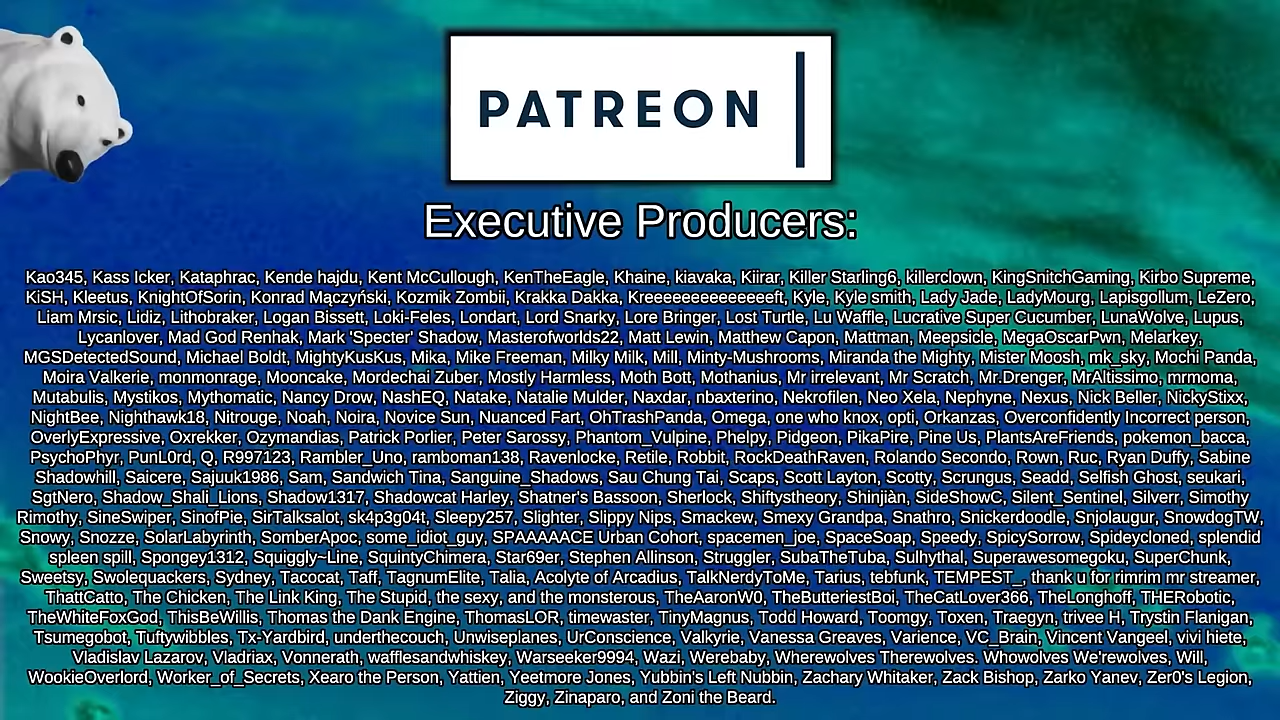 PATREON
Executive Producers:
Kao345, Kass Icker, Kataphrac, Kende hajdu, Kent McCullough, KenTheEagle, Khaine, kiavaka, Kiirar, Killer Starling6, killerclown, KingSnitchGaming, Kirbo Supreme,
KiSH, Kleetus, KnightOfSorin, Konrad Mączyński, Kozmik Zombii, Krakka Dakka, Kreeeeeeeeeeeeeeft, Kyle, Kyle smith, Lady Jade, LadyMourg, Lapisgollum, LeZero,
Liam Mrsic, Lidiz, Lithobraker, Logan Bissett, Loki-Feles, Londart, Lord Snarky, Lore Bringer, Lost Turtle, Lu Waffle, Lucrative Super Cucumber, LunaWolve, Lupus,
Lycanlover, Mad God Renhak, Mark 'Specter' Shadow, Masterofworlds22, Matt Lewin, Matthew Capon, Mattman, Meepsicle, MegaOscarPwn, Melarkey,
MGSDetectedSound, Michael Boldt, MightyKusKus, Mika, Mike Freeman, Milky Milk, Mill, Minty-Mushrooms, Miranda the Mighty, Mister Moosh, mk_sky, Mochi Panda,
Moira Valkerie, monmonrage, Mooncake, Mordechai Zuber, Mostly Harmless, Moth Bott, Mothanius, Mr irrelevant, Mr Scratch, Mr.Drenger, MrAltissimo, mrmoma,
Mutabulis, Mystikos, Mythomatic, Nancy Drow, NashEQ, Natake, Natalie Mulder, Naxdar, nbaxterino, Nekrofilen, Neo Xela, Nephyne, Nexus, Nick Beller, NickyStixx,
NightBee, Nighthawk18, Nitrouge, Noah, Noira, Novice Sun, Nuanced Fart, OhTrashPanda, Omega, one who knox, opti, Orkanzas, Overconfidently Incorrect person,
OverlyExpressive, Oxrekker, Ozymandias, Patrick Porlier, Peter Sarossy, Phantom_Vulpine, Phelpy, Pidgeon, PikaPire, Pine Us, PlantsAreFriends, pokemon_bacca,
PsychoPhyr, PunL0rd, Q, R997123, Rambler_Uno, ramboman138, Ravenlocke, Retile, Robbit, RockDeathRaven, Rolando Secondo, Rown, Ruc, Ryan Duffy, Sabine
Shadowhill, Saicere, Sajuuk1986, Sam, Sandwich Tina, Sanguine_Shadows, Sau Chung Tai, Scaps, Scott Layton, Scotty, Scrungus, Seadd, Selfish Ghost, seukari,
SgtNero, Shadow_Shali_Lions, Shadow1317, Shadowcat Harley, Shatner's Bassoon, Sherlock, Shiftystheory, Shinjiàn, SideShowC, Silent_Sentinel, Silverr, Simothy
Rimothy, SineSwiper, SinofPie, SirTalksalot, sk4p3g04t, Sleepy257, Slighter, Slippy Nips, Smackew, Smexy Grandpa, Snathro, Snickerdoodle, Snjolaugur, SnowdogTW,
Snowy, Snozze, SolarLabyrinth, SomberApoc, some_idiot_guy, SPAAAAACE Urban Cohort, spacemen_joe, SpaceSoap, Speedy, SpicySorrow, Spideycloned, splendid
spleen spill, Spongey1312, Squiggly~Line, SquintyChimera, Star69er, Stephen Allinson, Struggler, SubaTheTuba, Sulhythal, Superawesomegoku, SuperChunk,
Sweetsy, Swolequackers, Sydney, Tacocat, Taff, TagnumElite, Talia, Acolyte of Arcadius, TalkNerdyToMe, Tarius, tebfunk, TEMPEST_, thank u for rimrim mr streamer,
ThattCatto, The Chicken, The Link King, The Stupid, the sexy, and the monsterous, TheAaronW0, TheButteriestBoi, TheCatLover366, TheLonghoff, THERobotic,
TheWhiteFoxGod, ThisBeWillis, Thomas the Dank Engine, ThomasLOR, timewaster, TinyMagnus, Todd Howard, Toomgy, Toxen, Traegyn, trivee H, Trystin Flanigan,
Tsumegobot, Tuftywibbles, Tx-Yardbird, underthecouch, Unwiseplanes, UrConscience, Valkyrie, Vanessa Greaves, Varience, VC_Brain, Vincent Vangeel, vivi hiete,
Vladislav Lazarov, Vladriax, Vonnerath, wafflesandwhiskey, Warseeker9994, Wazi, Werebaby, Wherewolves Therewolves. Whowolves We'rewolves, Will,
WookieOverlord, Worker_of_Secrets, Xearo the Person, Yattien, Yeetmore Jones, Yubbin's Left Nubbin, Zachary Whitaker, Zack Bishop, Zarko Yanev, Zer0's Legion,
Ziggy, Zinaparo, and Zoni the Beard.